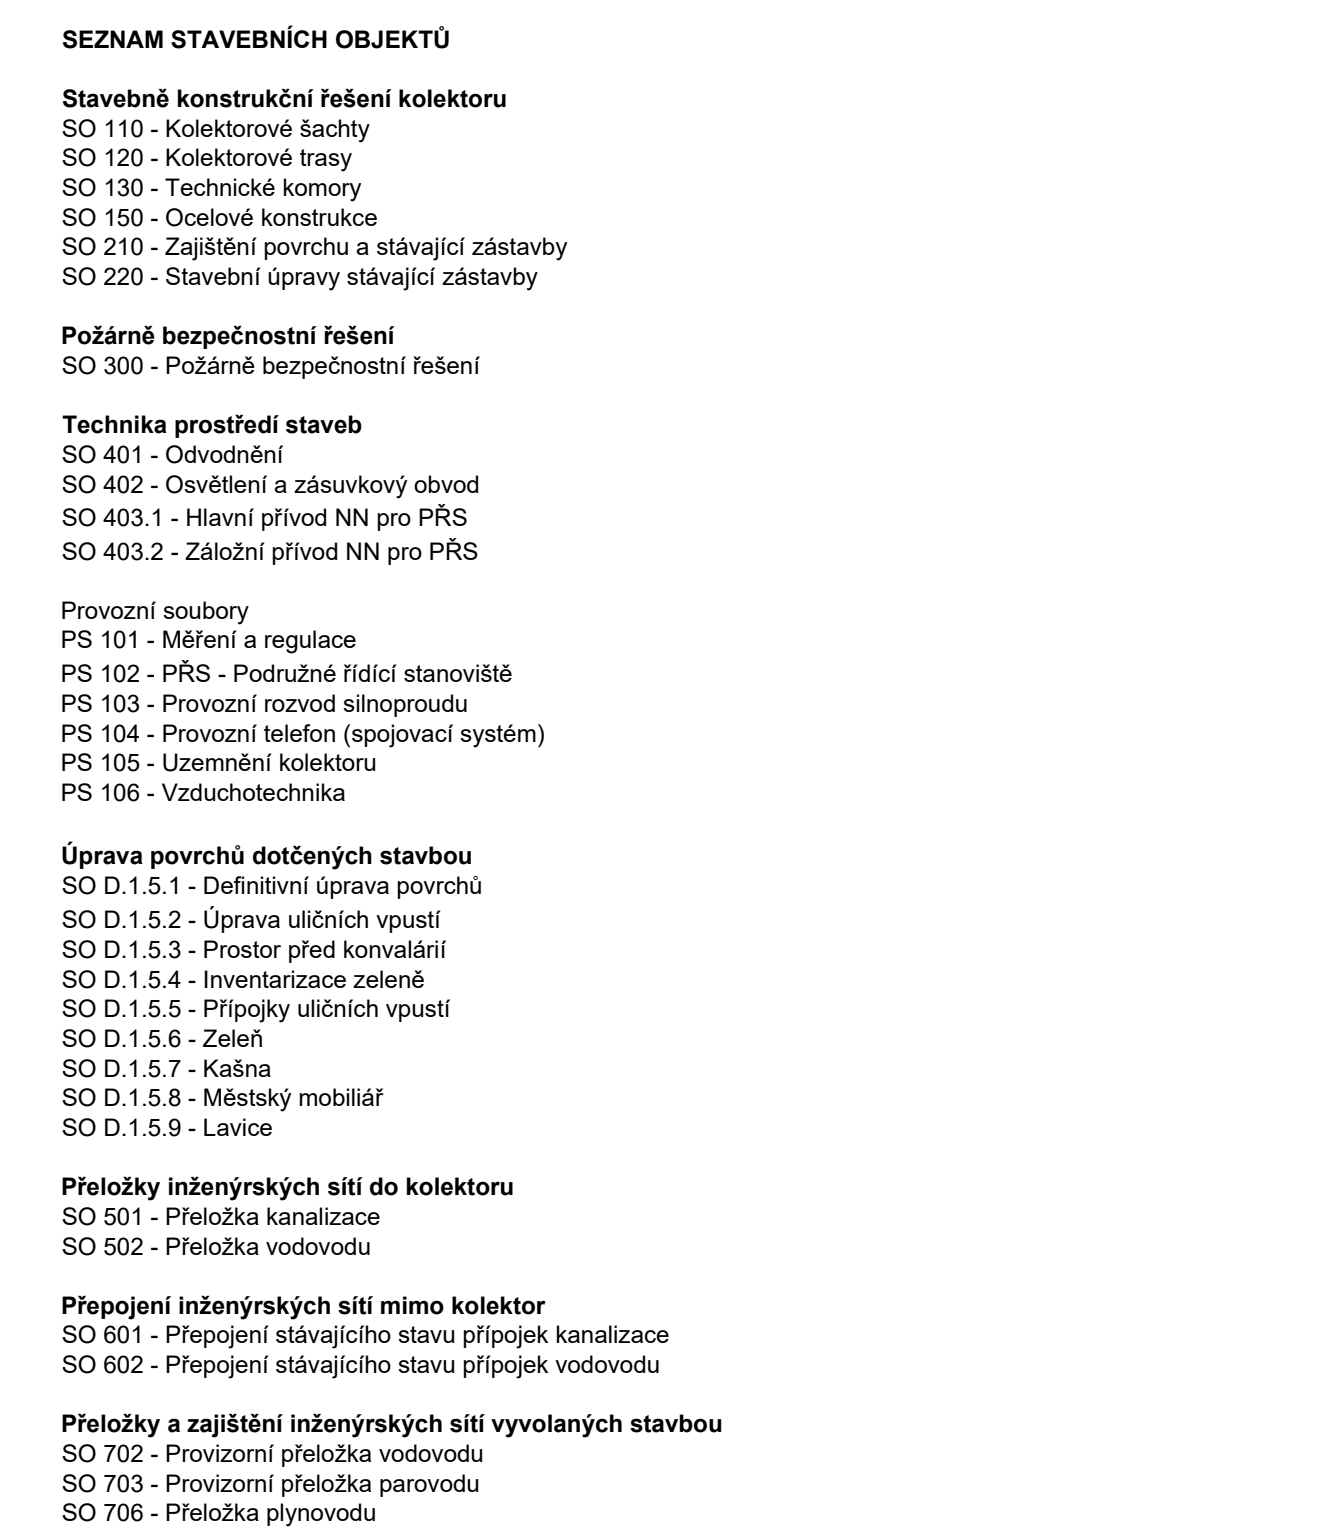 SEZNAM STAVEBNÍCH OBJEKTŮ
Stavebně konstrukční řešení kolektoru
SO 110 - Kolektorové šachty
SO 120 - Kolektorové trasy
SO 130 - Technické komory
SO 150 - Ocelové konstrukce
SO 210 - Zajištění povrchu a stávající zástavby
SO 220 - Stavební úpravy stávající zástavby
Požárně bezpečnostní řešení
SO 300 - Požárně bezpečnostní řešení
Technika prostředí staveb
SO 401 - Odvodnění
SO 402 - Osvětlení a zásuvkový obvod
SO 403.1 - Hlavní přívod NN pro PŘS
SO 403.2 - Záložní přívod NN pro PŘS
Provozní soubory
PS 101 - Měření a regulace
PS 102 - PŘS - Podružné řídící stanoviště
PS 103 - Provozní rozvod silnoproudu
PS 104 - Provozní telefon (spojovací systém)
PS 105 - Uzemnění kolektoru
PS 106 - Vzduchotechnika
Úprava povrchů dotčených stavbou
SO D.1.5.1 - Definitivní úprava povrchů
SO D.1.5.2 - Úprava uličních vpustí
SO D.1.5.3 - Prostor před konvalárií
SO D.1.5.4 - Inventarizace zeleně
SO D.1.5.5 - Přípojky uličních vpustí
SO D.1.5.6 - Zeleň
SO D.1.5.7 - Kašna
SO D.1.5.8 - Městský mobiliář
SO D.1.5.9 - Lavice
Přeložky inženýrských sítí do kolektoru
SO 501 - Přeložka kanalizace
SO 502 - Přeložka vodovodu
Přepojení inženýrských sítí mimo kolektor
SO 601 - Přepojení stávajícího stavu přípojek kanalizace
SO 602 - Přepojení stávajícího stavu přípojek vodovodu
Přeložky a zajištění inženýrských sítí vyvolaných stavbou
SO 702 - Provizorní přeložka vodovodu
SO 703 - Provizorní přeložka parovodu
SO 706 - Přeložka plynovodu